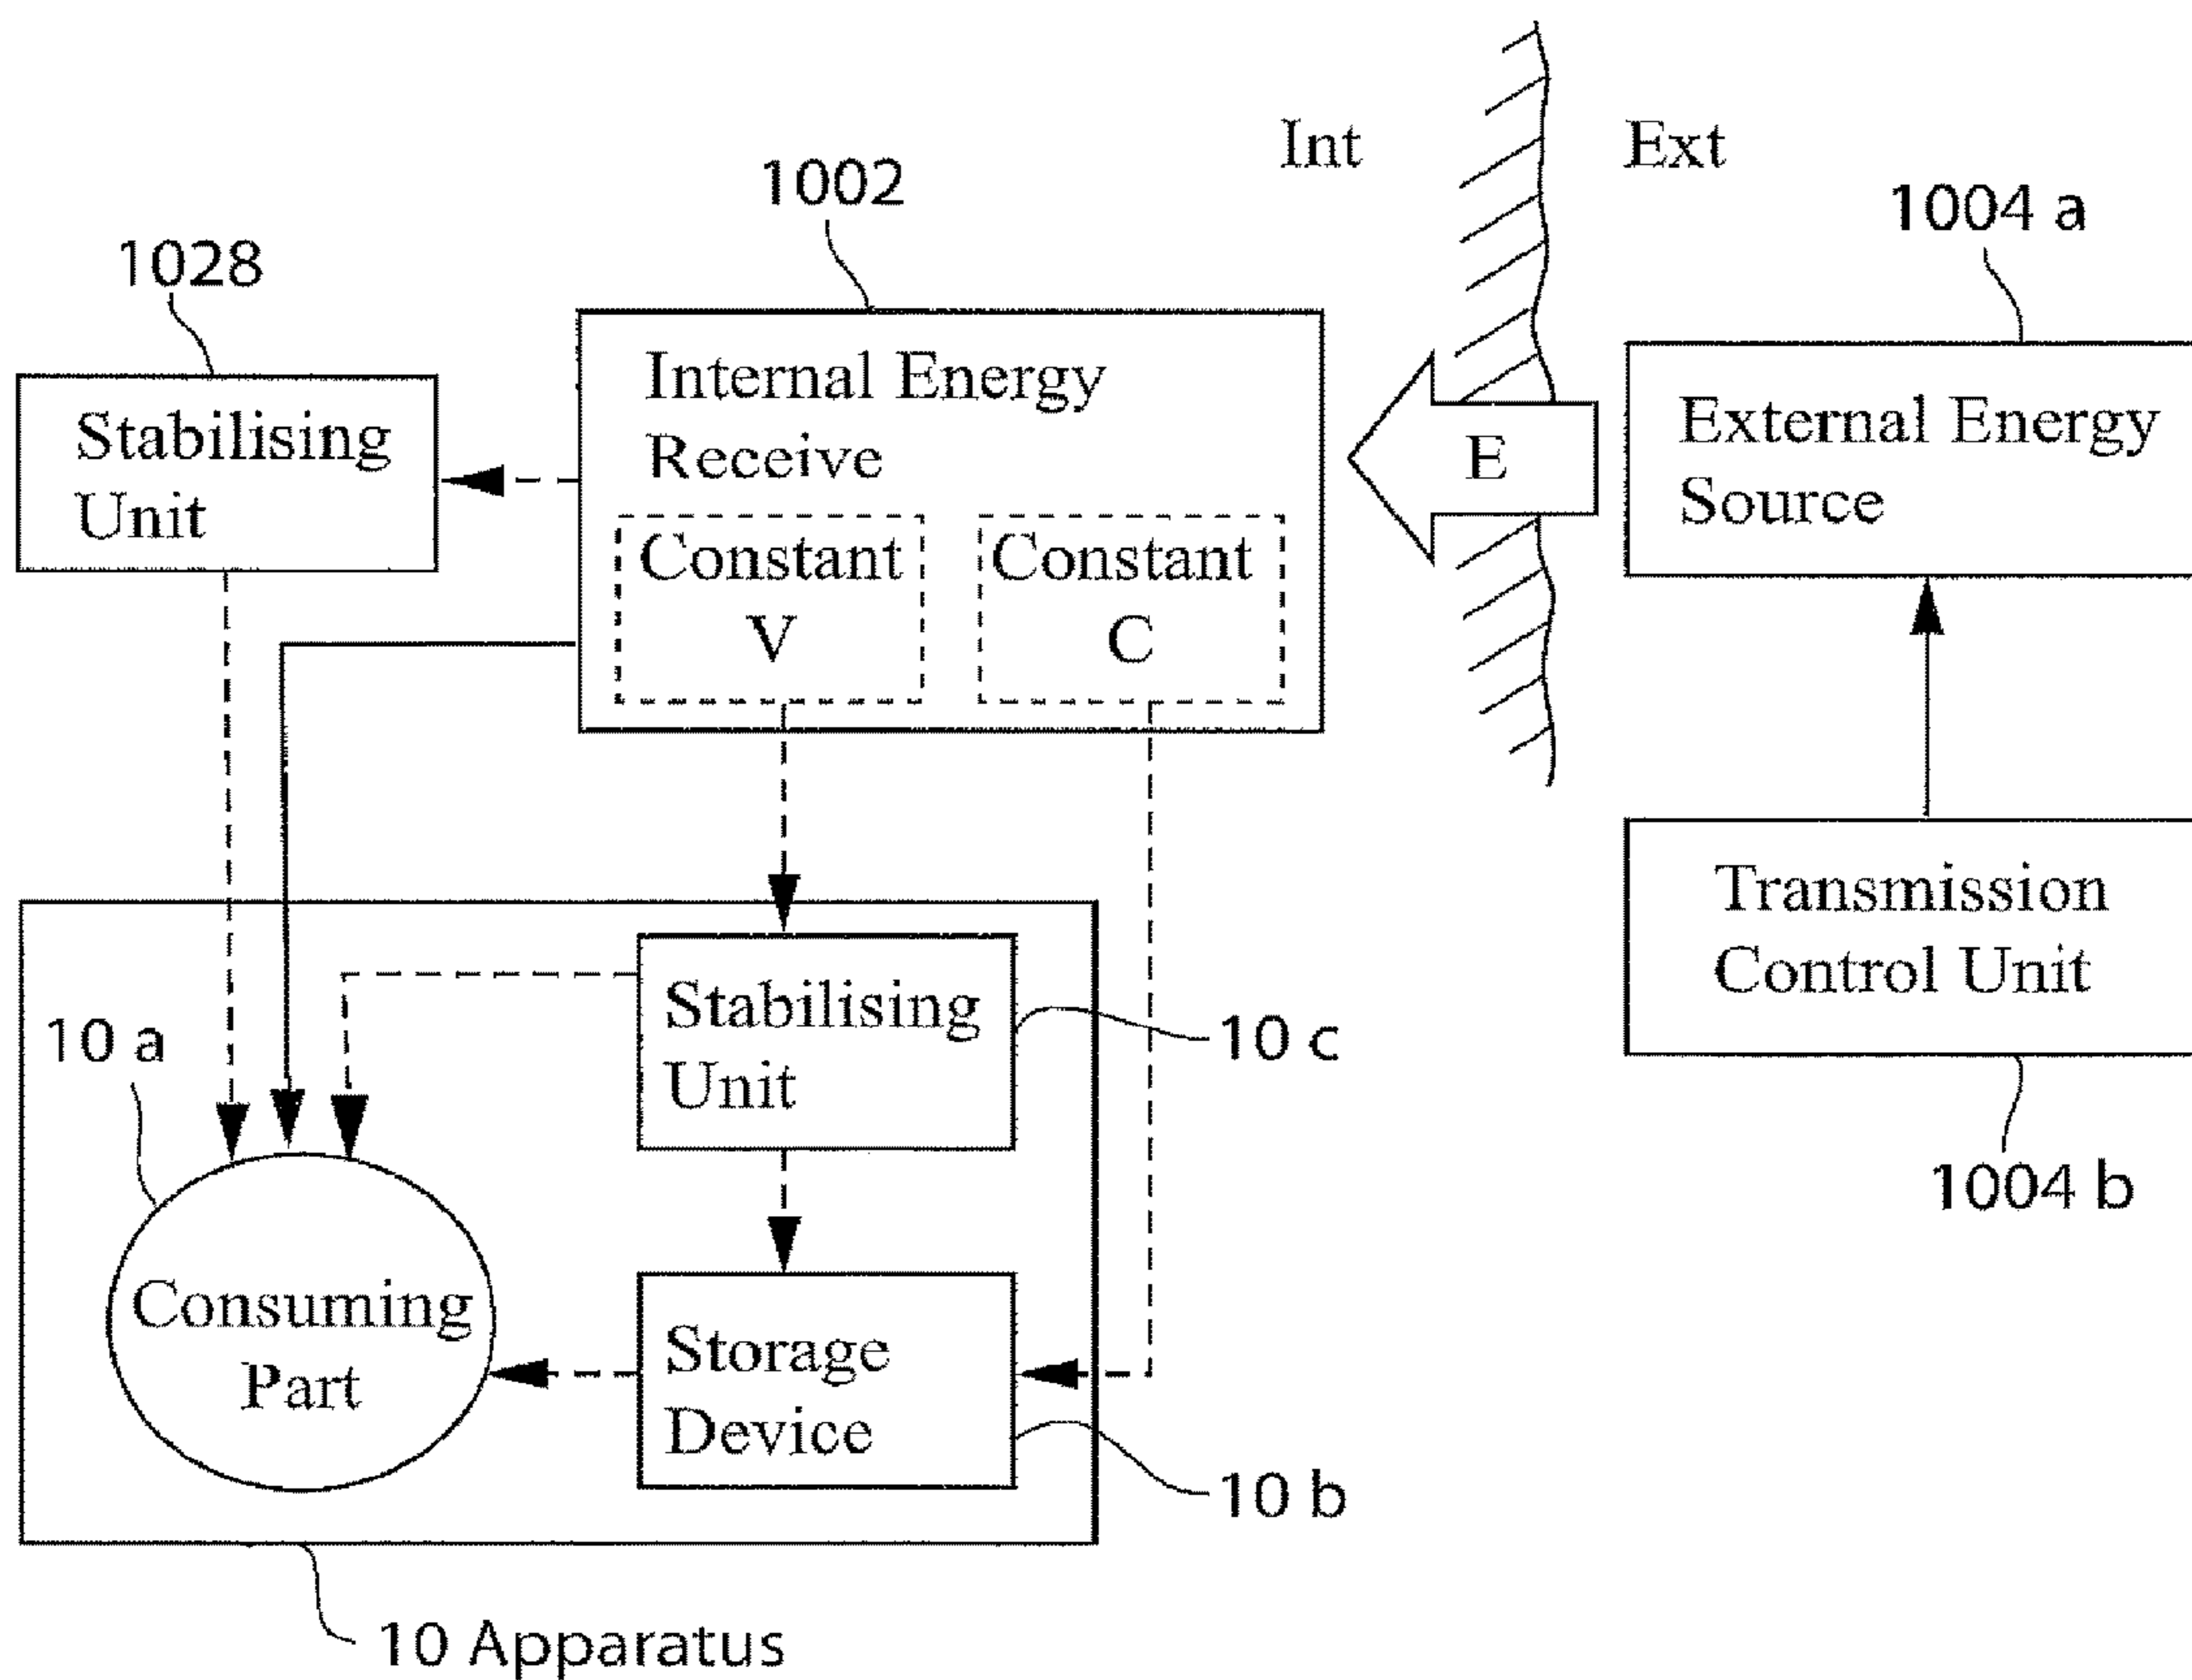 Int
Ext
1002
1004 a
1028
Internal Energy
Receive
Stabilising
Unit
E
External Energy
Source
Constant
V
Constant
C
Transmission
Control Unit
Stabilising
Unit
10 a
10 c
1004 b
Consuming
Part
Storage
Device
10 b
10 Apparatus